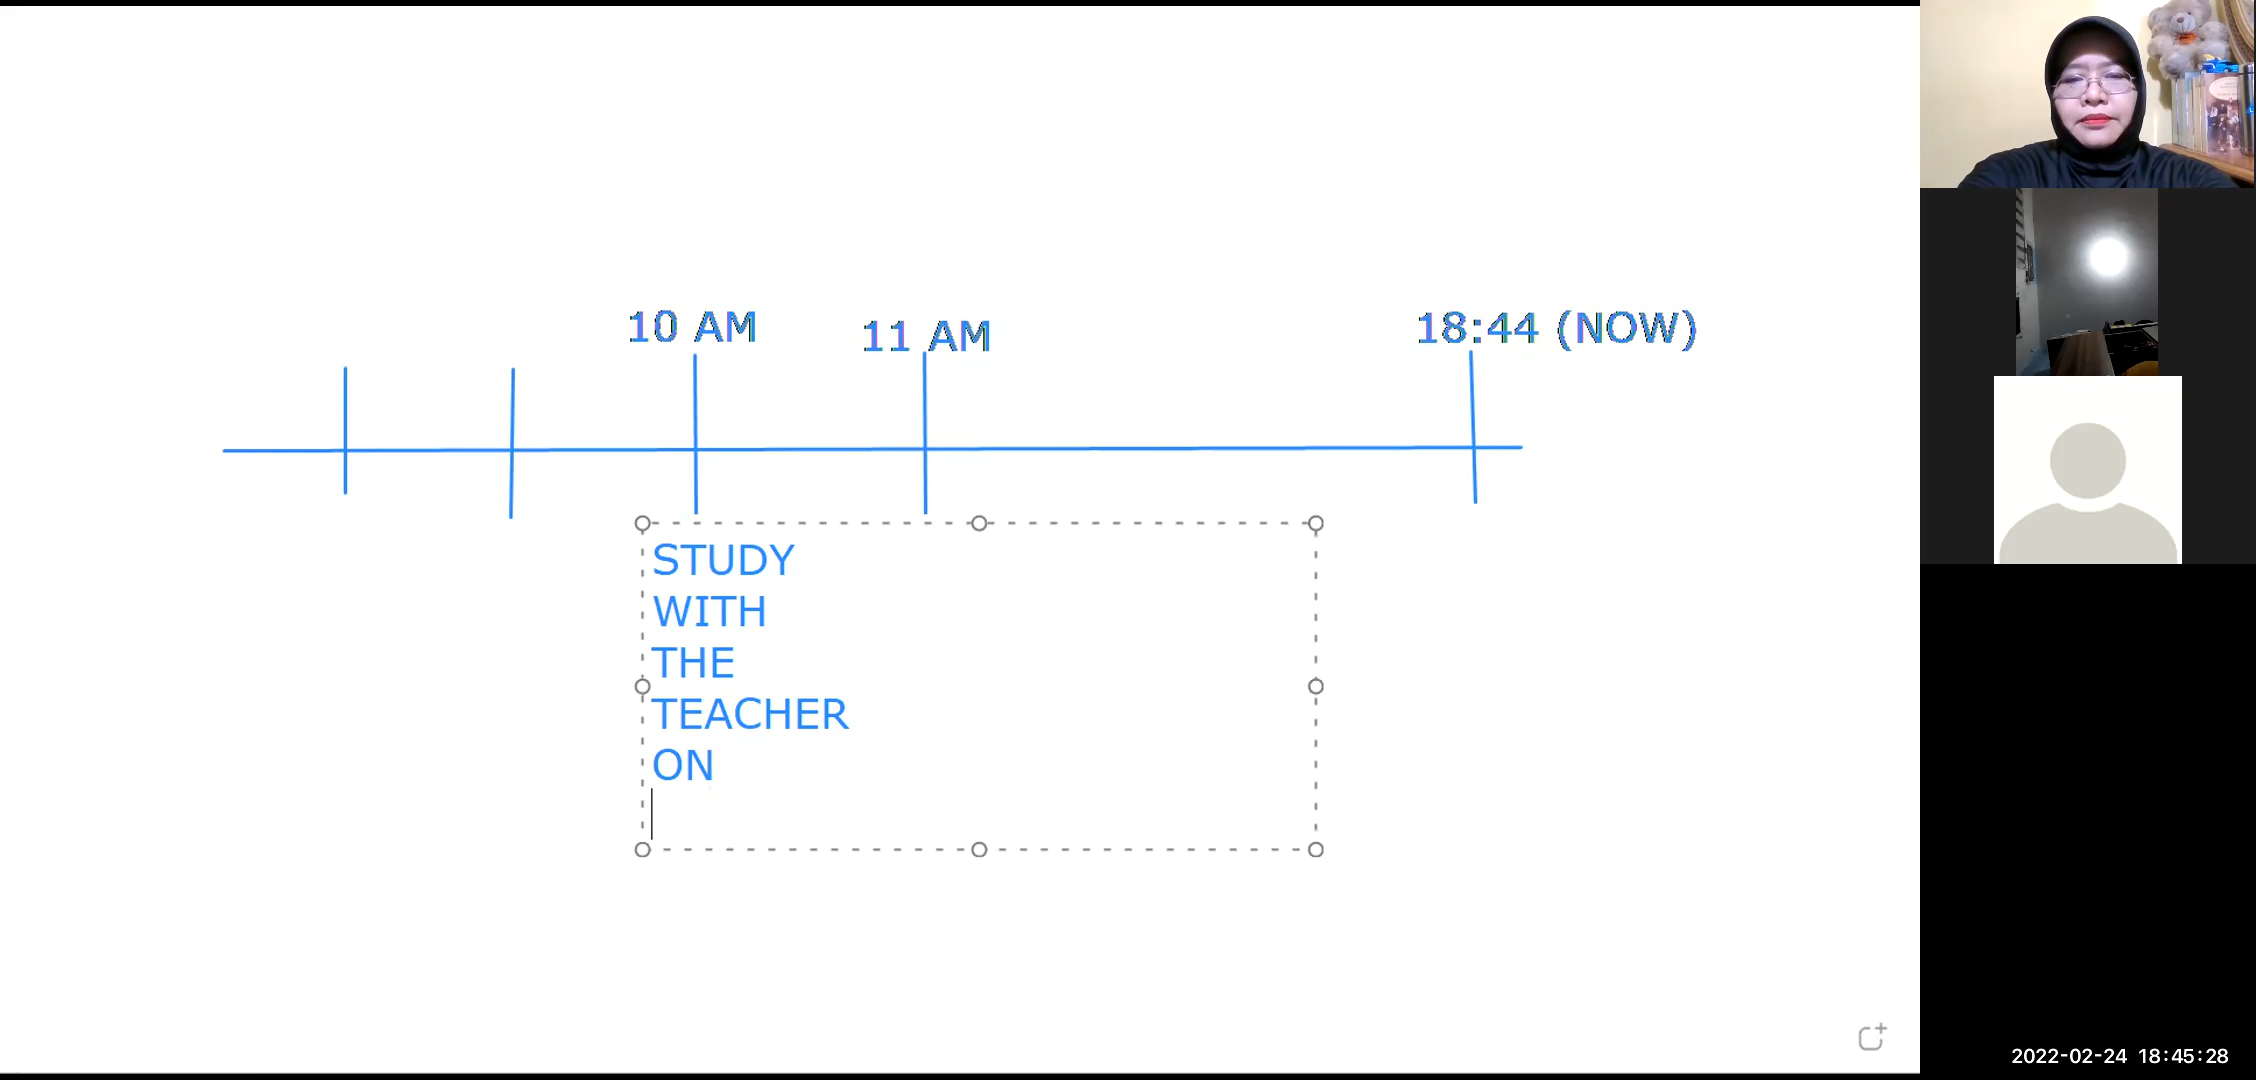 10 AM
11 AM
18:44 (NOW)
STUDY
WITH
THE
TEACHER
ON
2022-02-24 18:45:28